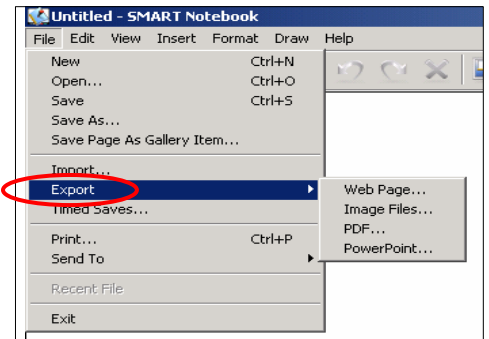 Untitled - SMART Notebook
File Edit View Insert Format Draw Help
New Ctrl+N
Open... Ctrl+O
Save Ctrl+S
Save As...
Save Page As Gallery Item...
Import...
Export
Timed Saves...
Print... Ctrl+P
Send To
Recent File
Exit
Web Page...
Image Files...
PDF...
PowerPoint...